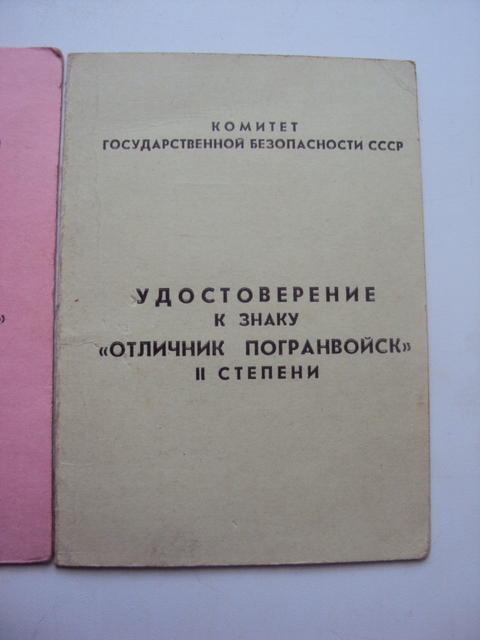 КОМИТЕТ
ГОСУДАРСТВЕННОЙ БЕЗОПАСНОСТИ СССР
УДОСТОВЕРЕНИЕ
К ЗНАКУ
«ОТЛИЧНИК ПОГРАНВОЙСК»
II СТЕПЕНИ
»